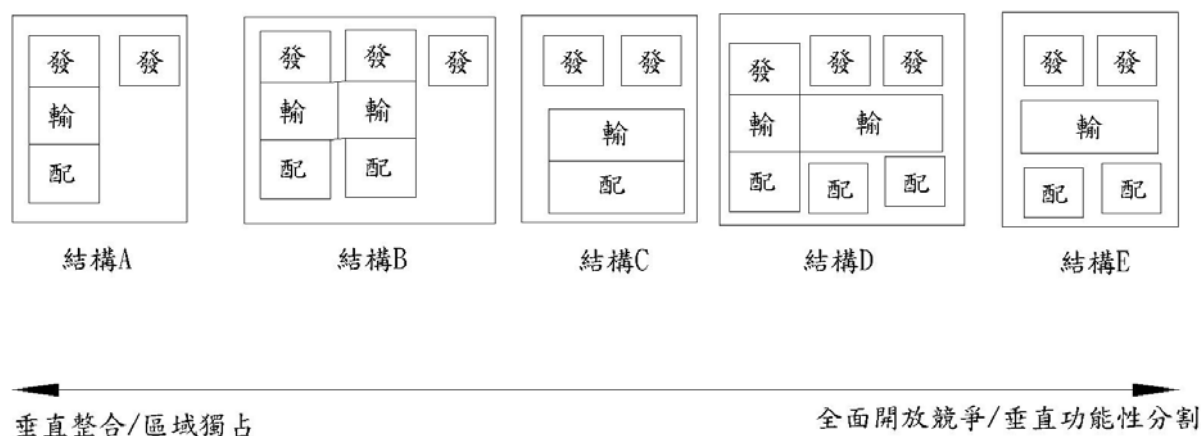 發 發 發 發 發 發 發 發 發 發 發 發
輸 輸 輸 輸 輸 輸 輸
配 配 配 配 配 配 配 配 配
結構A 結構B 結構C 結構D 結構E
垂直整合/區域獨占 全面開放競爭/垂直功能性分割